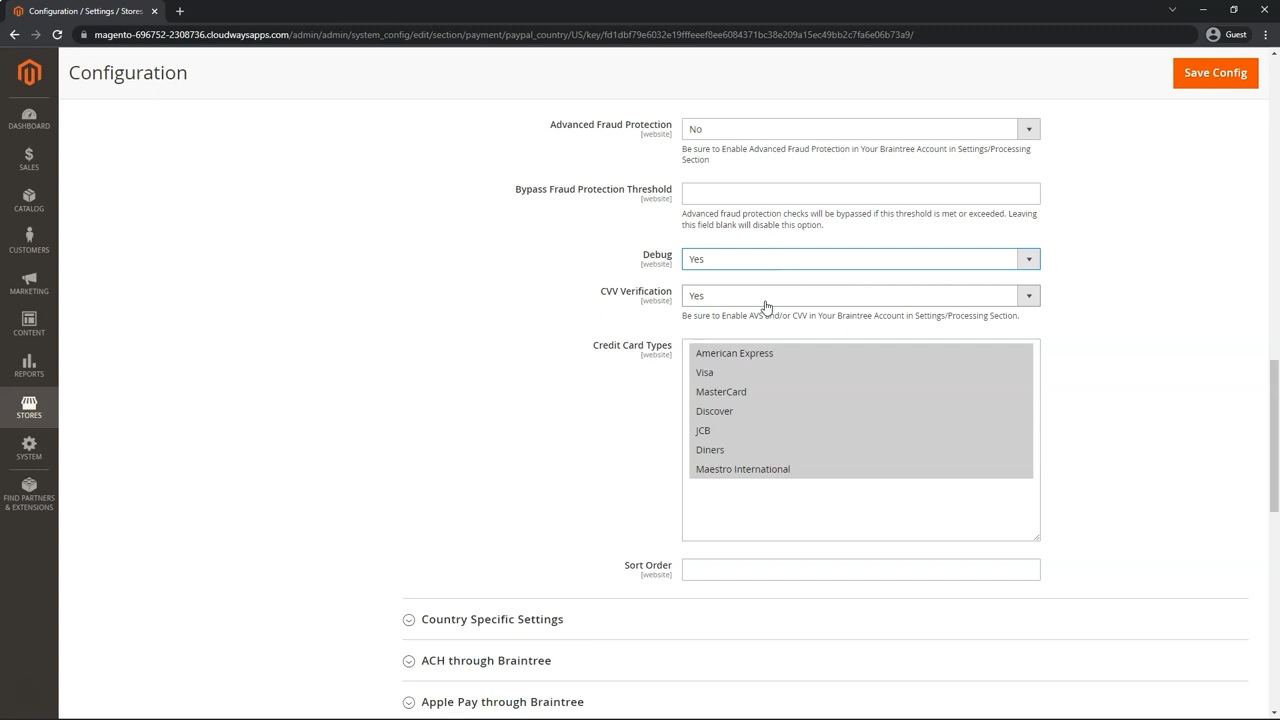 Configuration / Settings / Stores
magento-696752-2308736.cloudwaysapps.com/admin/admin/system_config/edit/section/payment/paypal_country/US/key/fd1dbf79e6032e19fffeeef8ee6084371bc38e209a15ec49bb2c7fa6e06b73a9/
Guest
Configuration
Save Config
DASHBOARD
SALES
CATALOG
CUSTOMERS
MARKETING
CONTENT
REPORTS
STORES
SYSTEM
FIND PARTNERS
& EXTENSIONS
Advanced Fraud Protection
[website]
No
Be sure to Enable Advanced Fraud Protection in Your Braintree Account in Settings/Processing
Section
Bypass Fraud Protection Threshold
[website]
Advanced fraud protection checks will be bypassed if this threshold is met or exceeded. Leaving
this field blank will disable this option.
Debug
[website]
Yes
CVV Verification
[website]
Yes
Be sure to Enable AVS and/or CVV in Your Braintree Account in Settings/Processing Section.
Credit Card Types
[website]
American Express
Visa
MasterCard
Discover
JCB
Diners
Maestro International
Sort Order
[website]
Country Specific Settings
ACH through Braintree
Apple Pay through Braintree